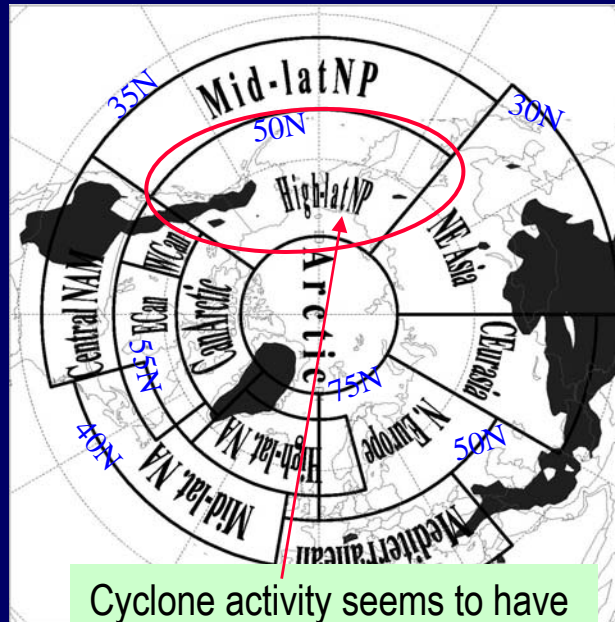 Mid-latNP
35N
30N
50N
High-latNP
NE Asia
Central NAM
WCan
ECan
CanArctic
Arctic
CEurasia
55N
75N
50N
N. Europe
High-lat. NA
40N
Mid-lat. NA
Mediterranean
Cyclone activity seems to have